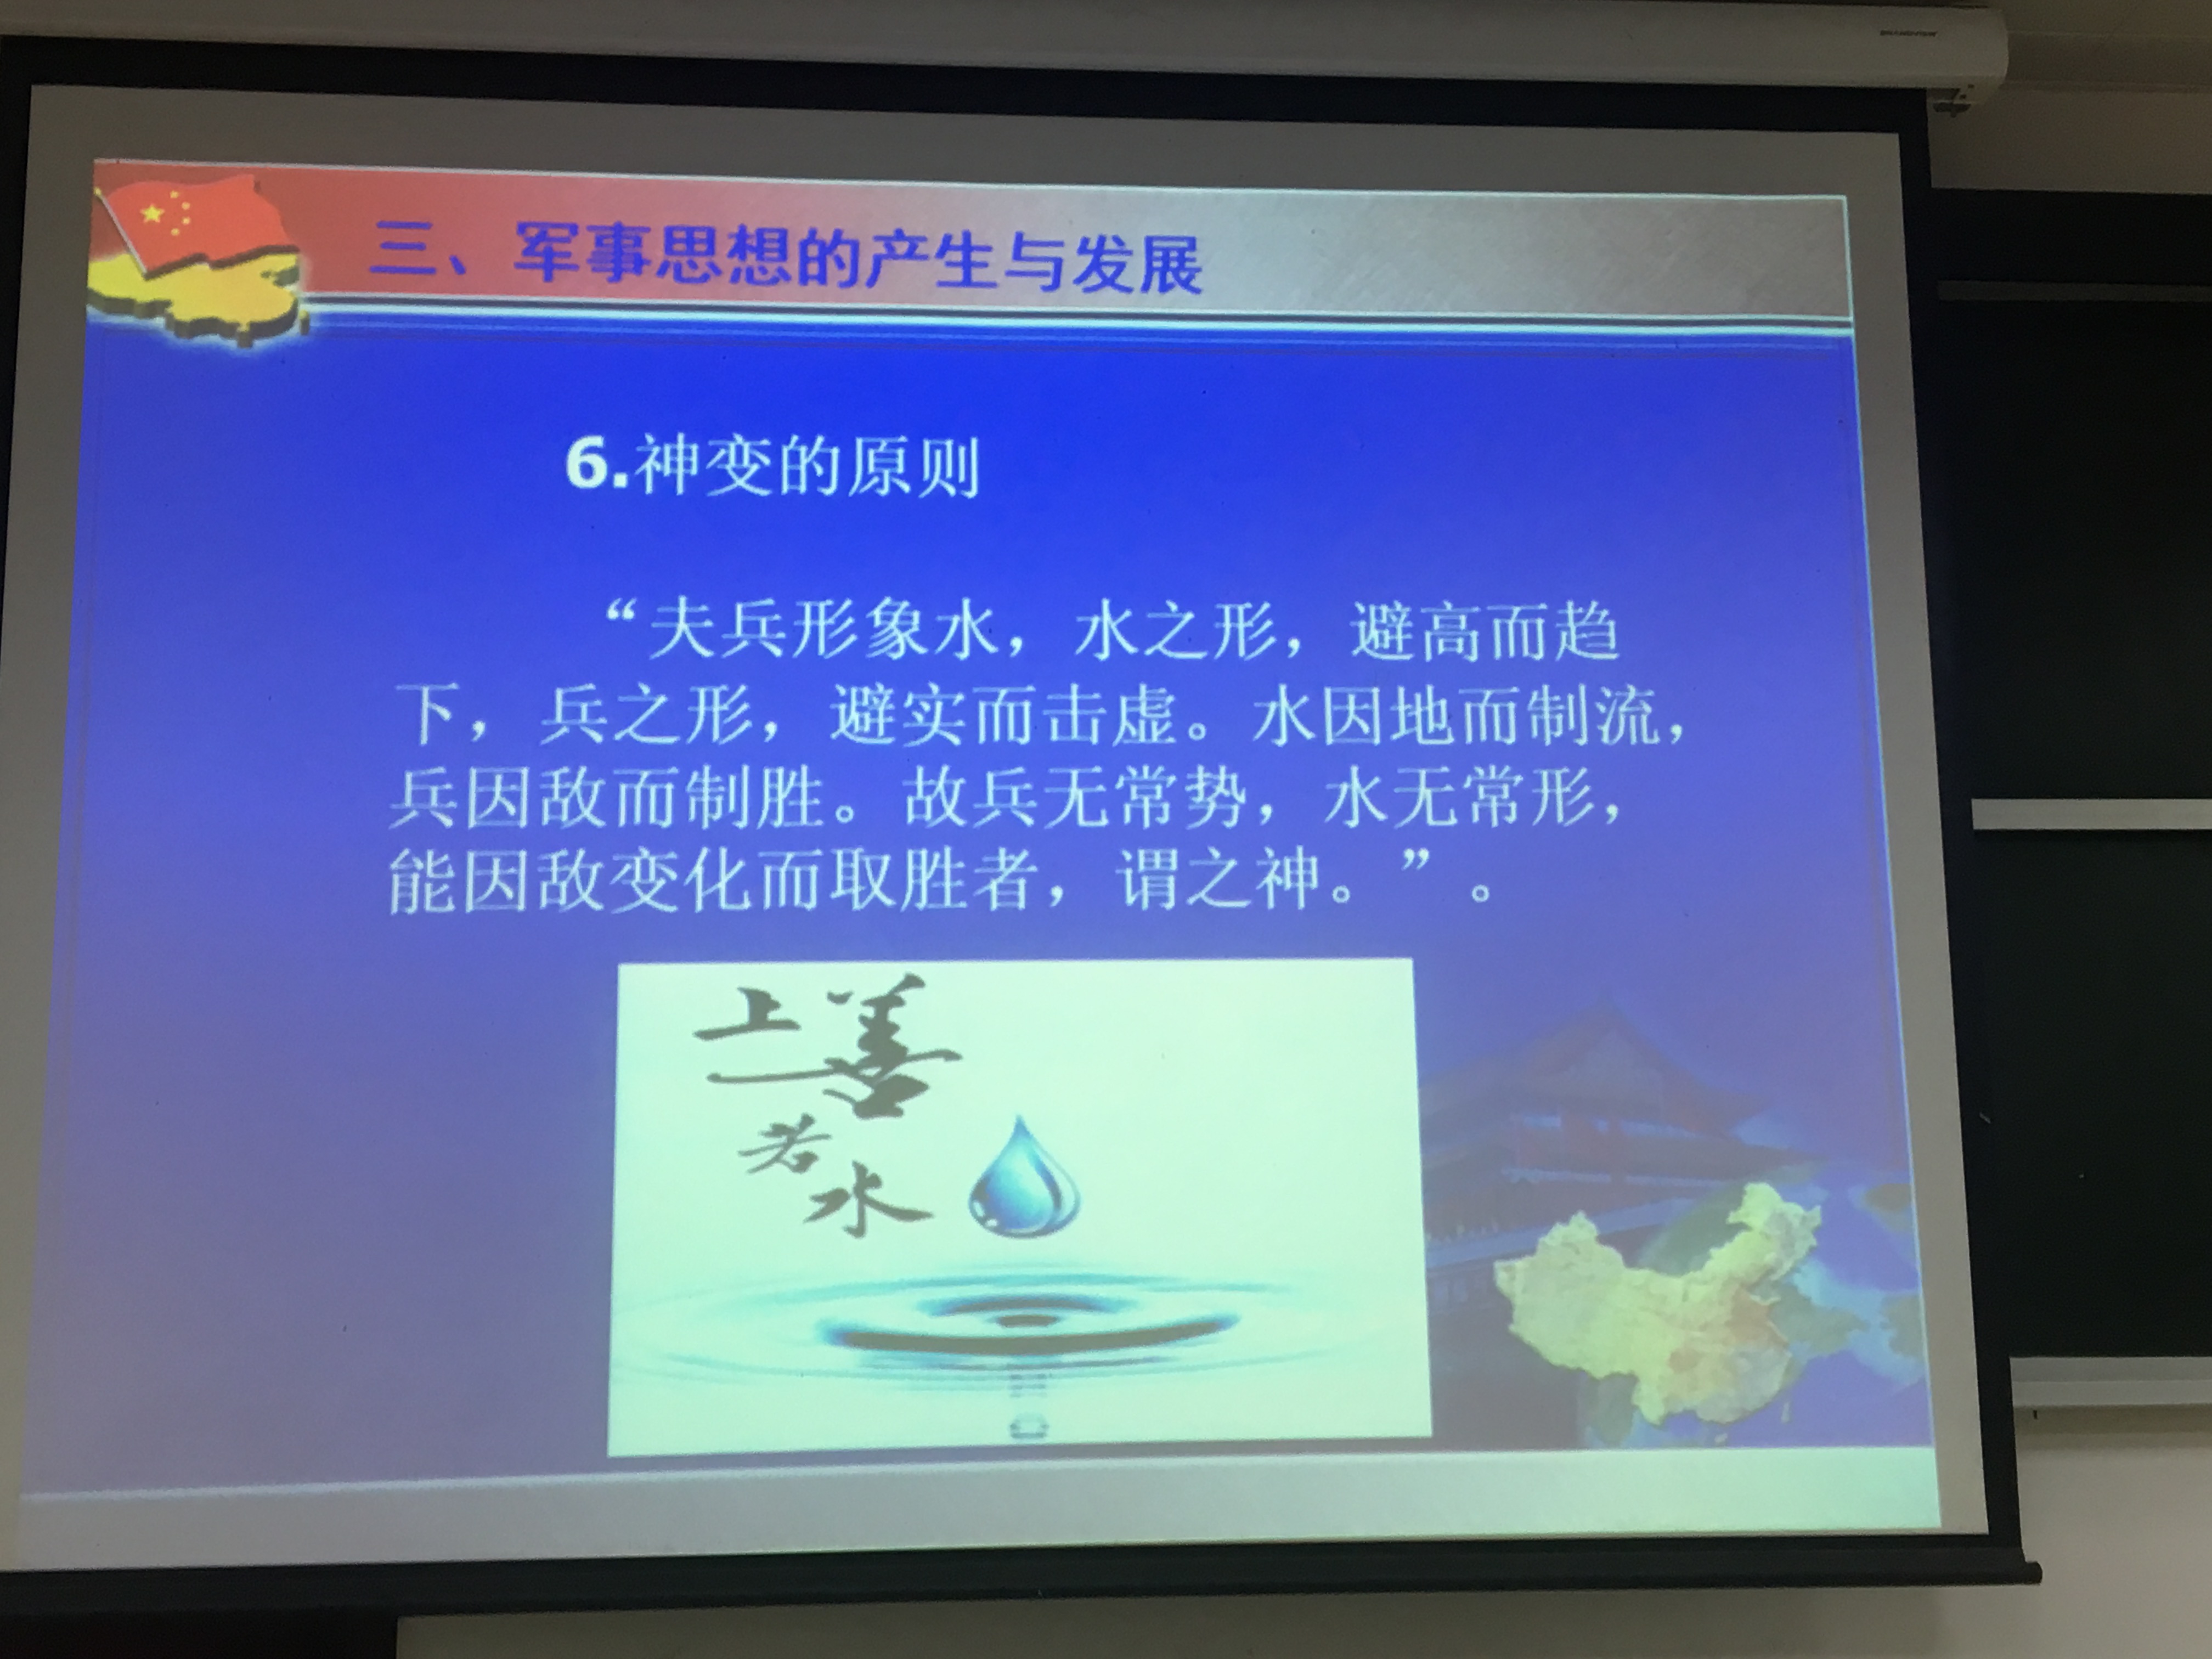 三、军事思想的产生与发展
6.神变的原则
“夫兵形象水，水之形，避高而趋
下，兵之形，避实而击虚。水因地而制流，
兵因敌而制胜。故兵无常势，水无常形，
能因敌变化而取胜者，谓之神。”。
上善
若
水